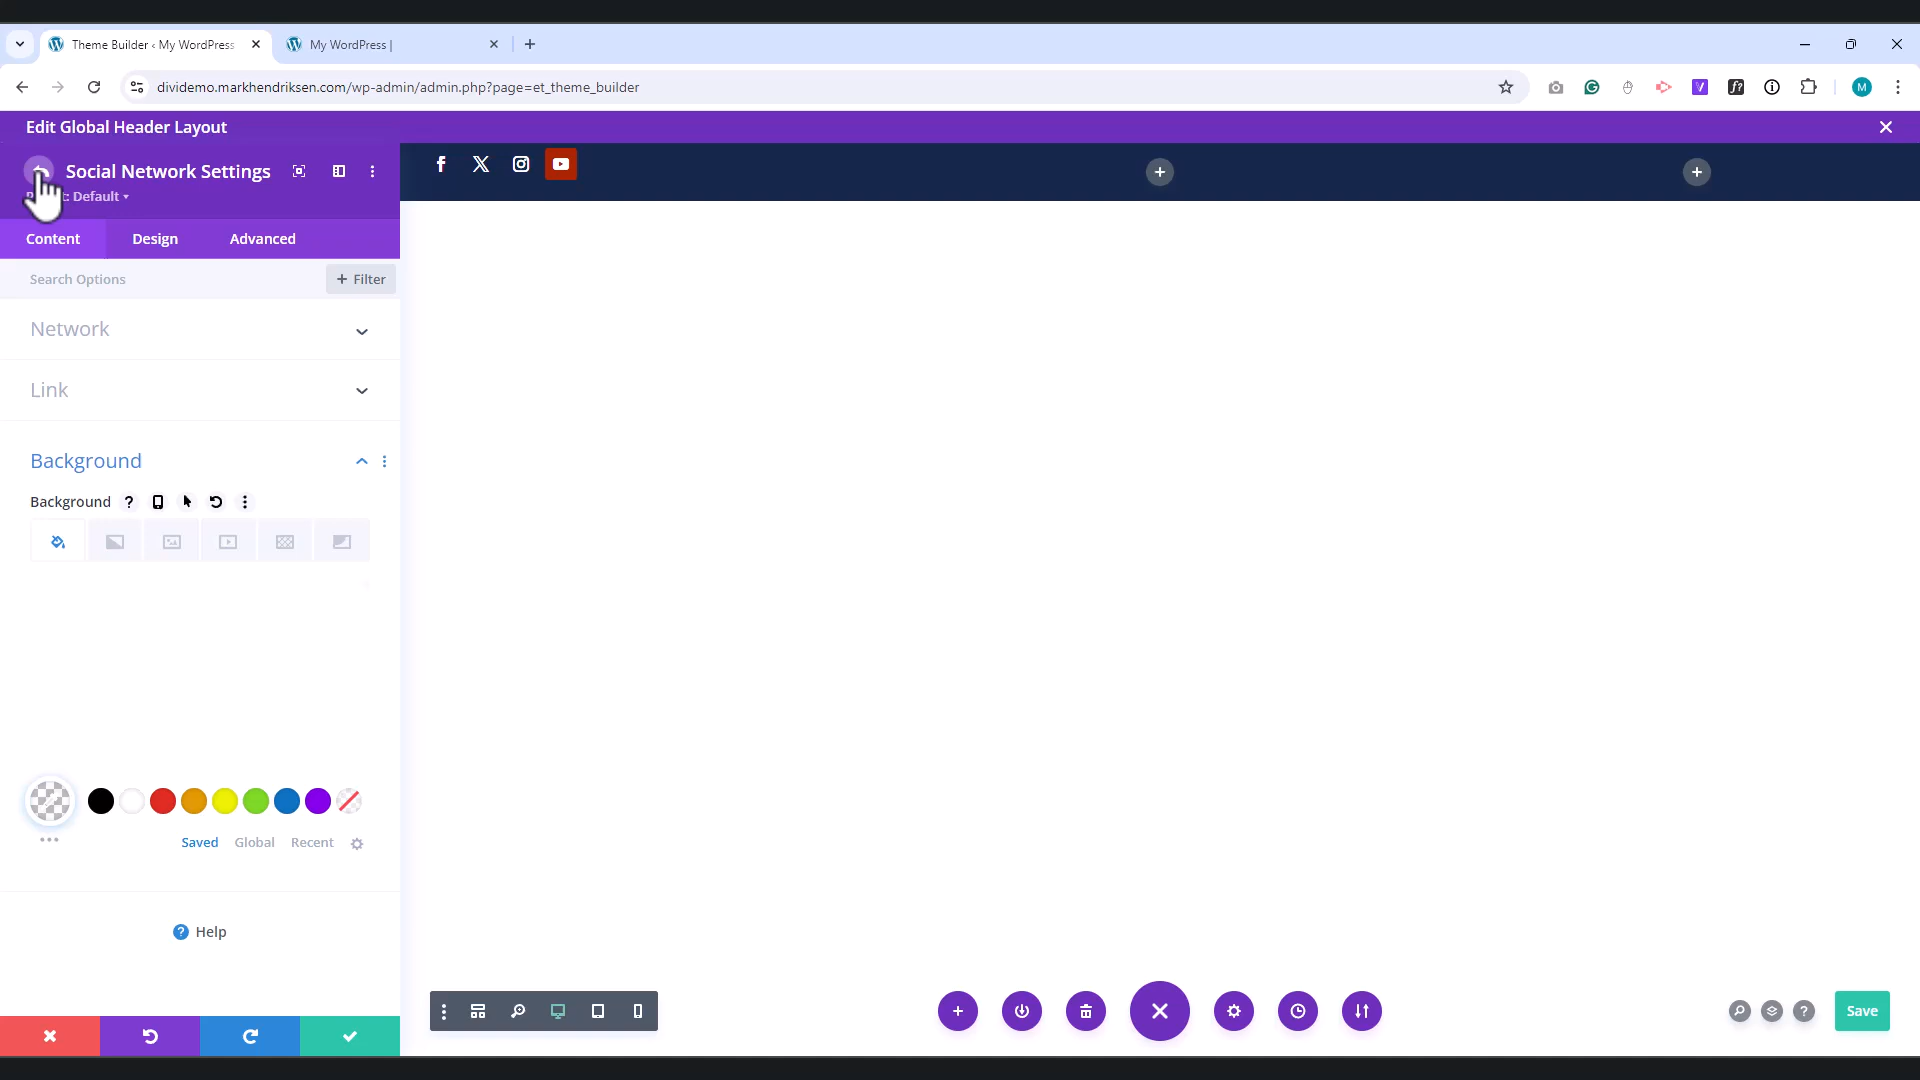 Theme Builder ‹ My WordPress
My WordPress |
dividemo.markhendriksen.com/wp-admin/admin.php?page=et_theme_builder
M
Edit Global Header Layout
Social Network Settings
Default
Content
Design
Advanced
Search Options
+ Filter
Network
Link
Background
Background
Saved
Global
Recent
Help
Save